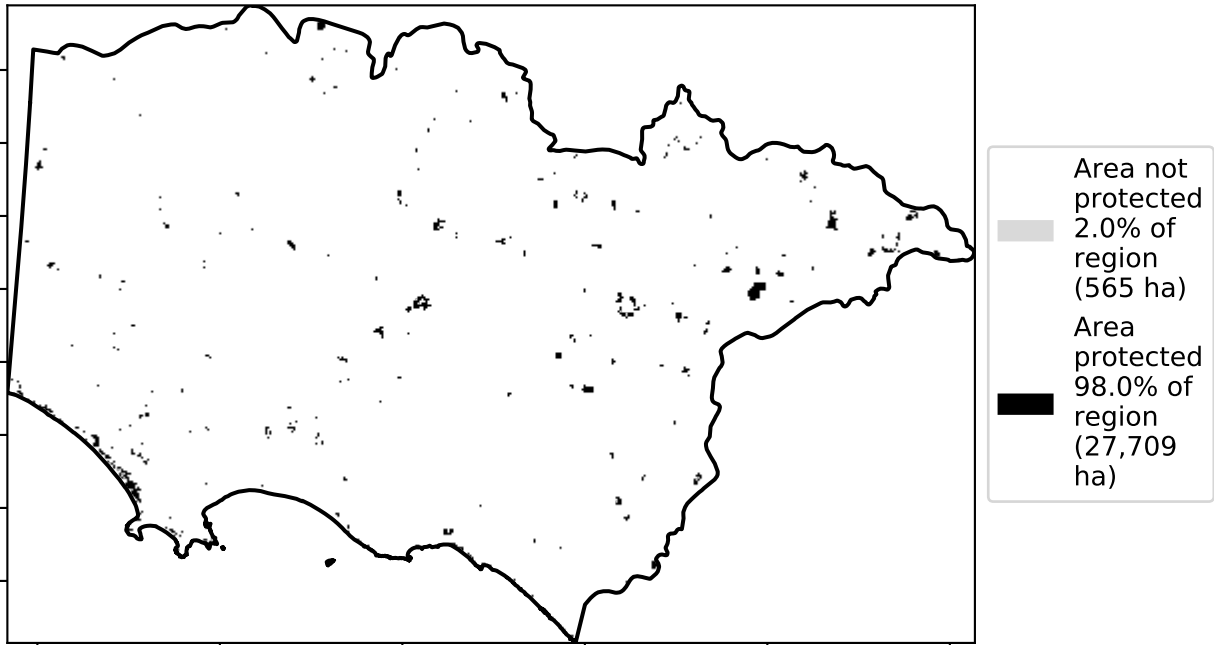 Area not
protected
2.0% of
region
(565 ha)
Area
protected
98.0% of
region
(27,709
ha)